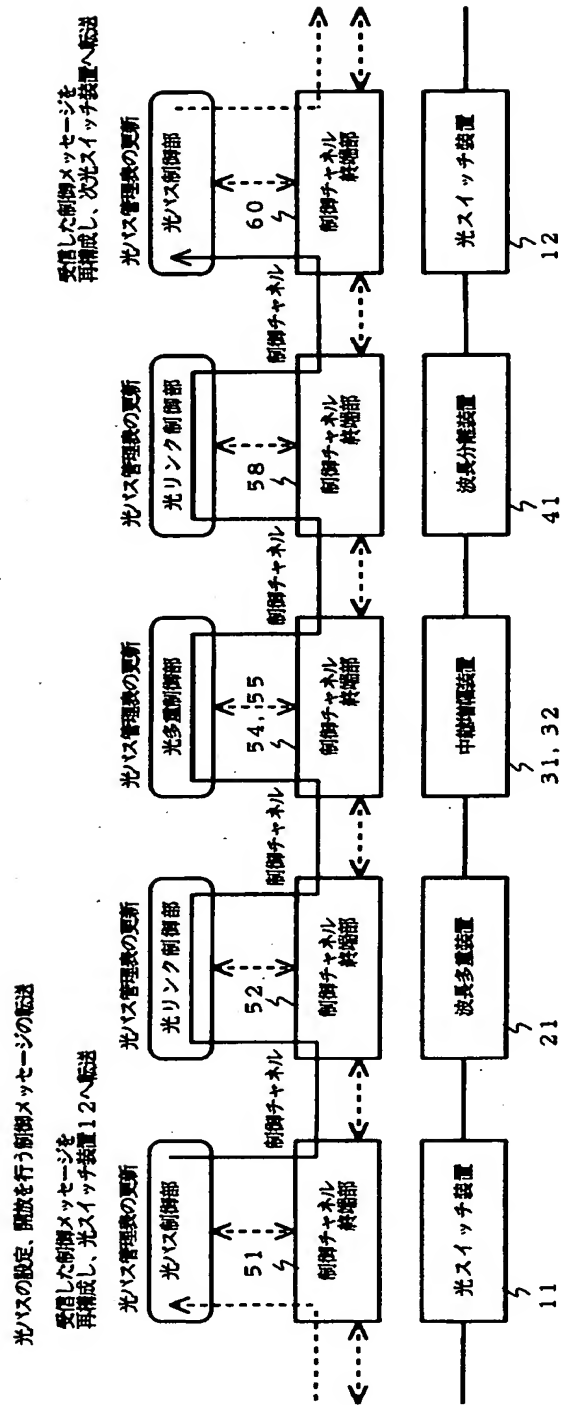 光パスの設定、開放を行う制御メッセージの転送
受信した制御メッセージを
再構成し、光スイッチ装置12へ転送
光パス管理表の更新
光パス制御部
51
制御チャネル
終端部
光スイッチ装置
11
制御チャネル
光パス管理表の更新
光リンク制御部
52
制御チャネル
終端部
波長多重装置
21
制御チャネル
光パス管理表の更新
光多重制御部
54,55
制御チャネル
終端部
中継増幅装置
31,32
制御チャネル
光パス管理表の更新
光リンク制御部
58
制御チャネル
終端部
波長分離装置
41
制御チャネル
受信した制御メッセージを
再構成し、次光スイッチ装置へ転送
光パス管理表の更新
光パス制御部
60
制御チャネル
終端部
光スイッチ装置
12